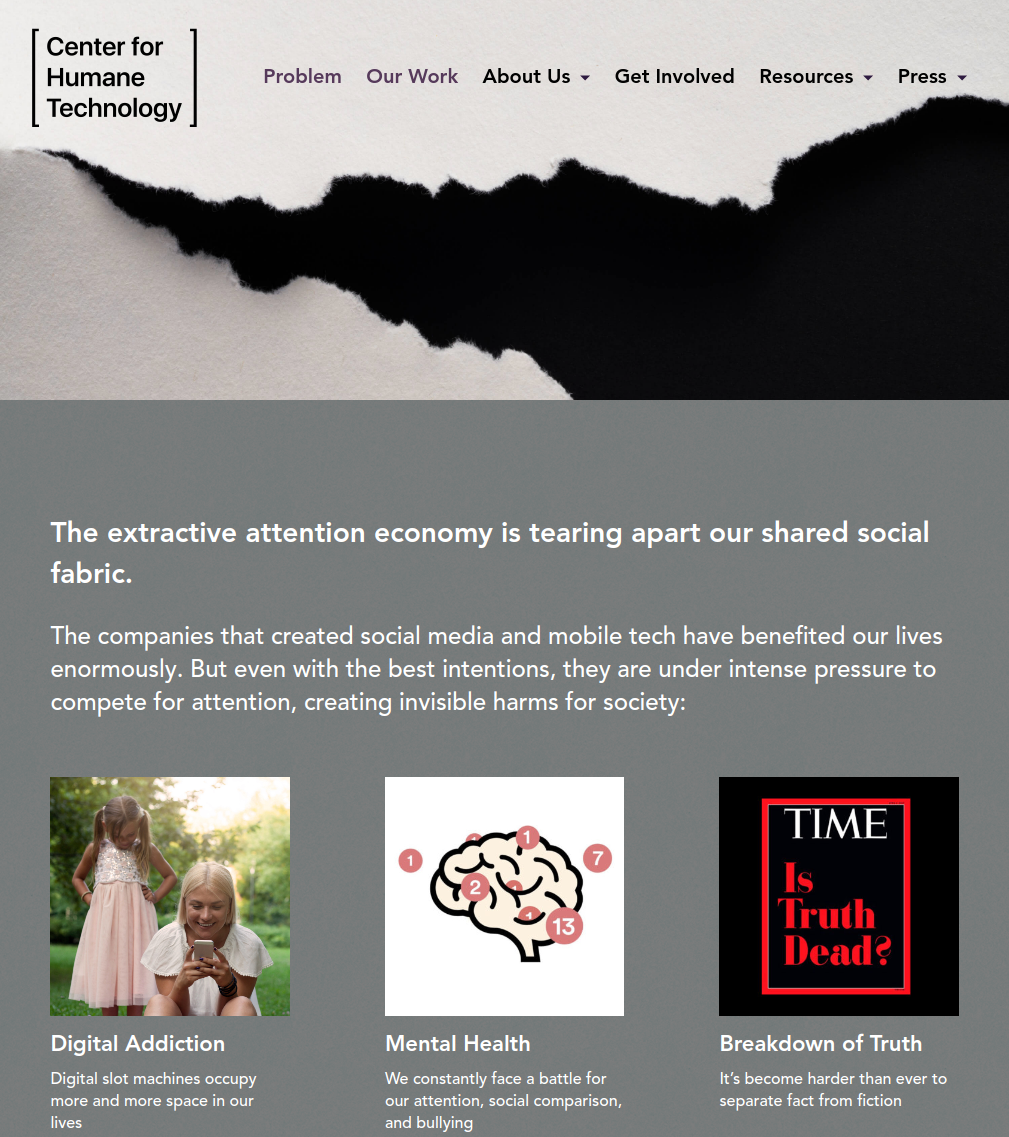 Center for
Humane
Technology
Problem Our Work About Us Get Involved Resources Press
The extractive attention economy is tearing apart our shared social
fabric.
The companies that created social media and mobile tech have benefited our lives
enormously. But even with the best intentions, they are under intense pressure to
compete for attention, creating invisible harms for society:
1
1
1
7
2
1
1
13
TIME
Is
Truth
Dead?
Digital Addiction
Digital slot machines occupy
more and more space in our
lives
Mental Health
We constantly face a battle for
our attention, social comparison,
and bullying
Breakdown of Truth
It’s become harder than ever to
separate fact from fiction